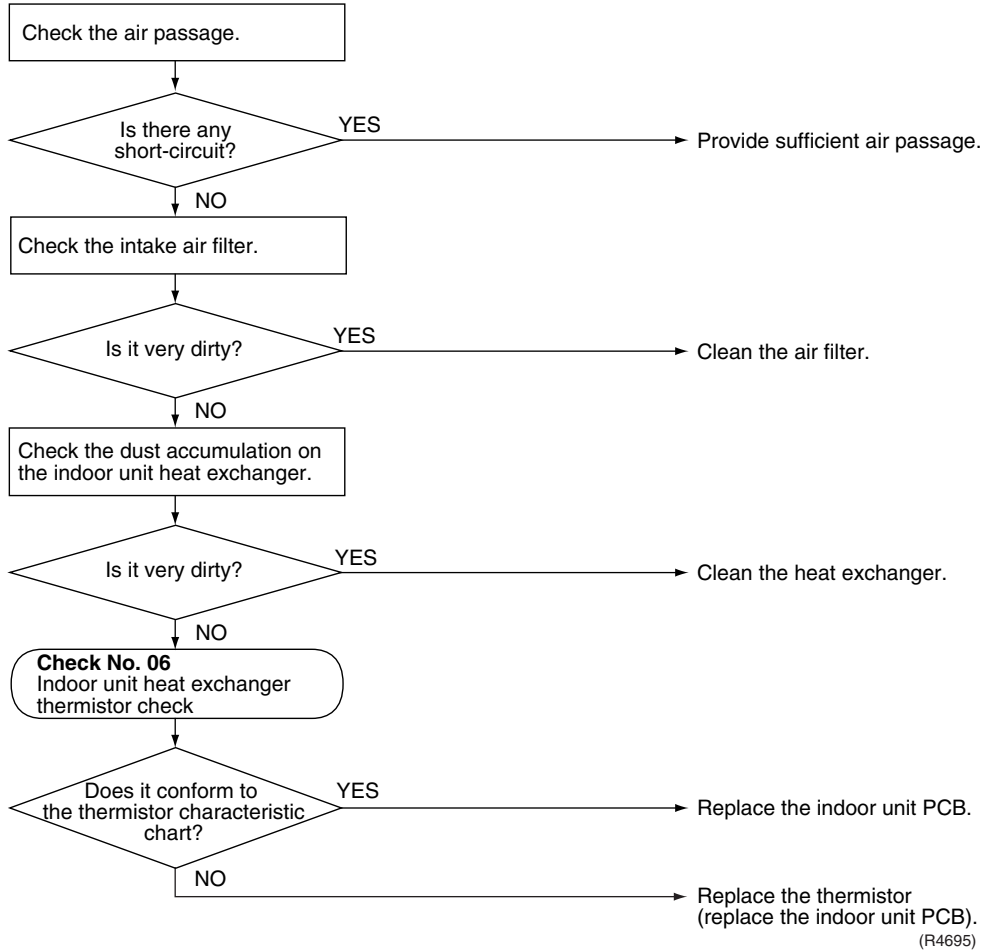 Check the air passage.
Is there any
short-circuit?
YES
Provide sufficient air passage.
NO
Check the intake air filter.
Is it very dirty?
YES
Clean the air filter.
NO
Check the dust accumulation on
the indoor unit heat exchanger.
Is it very dirty?
YES
Clean the heat exchanger.
NO
Check No. 06
Indoor unit heat exchanger
thermistor check
Does it conform to
the thermistor characteristic
chart?
YES
Replace the indoor unit PCB.
NO
Replace the thermistor
(replace the indoor unit PCB).
(R4695)